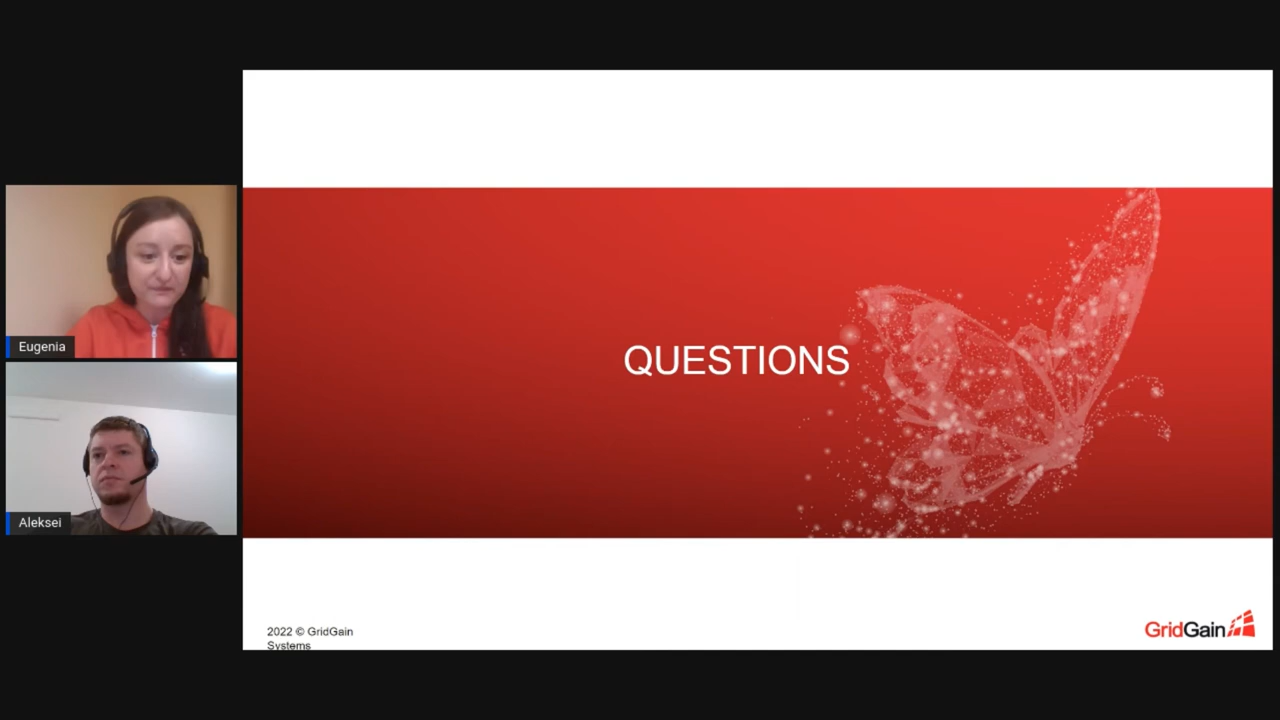 Eugenia
Aleksei
QUESTIONS
2022 © GridGain
Systems
GridGain